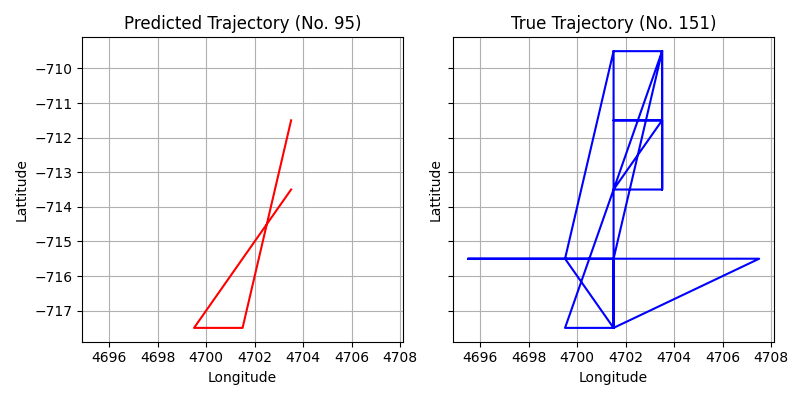 Predicted Trajectory (No. 95)
True Trajectory (No. 151)
−710
−711
−712
−713
−714
−715
−716
−717
Lattitude
Lattitude
4696 4698 4700 4702 4704 4706 4708
4696 4698 4700 4702 4704 4706 4708
Longitude
Longitude